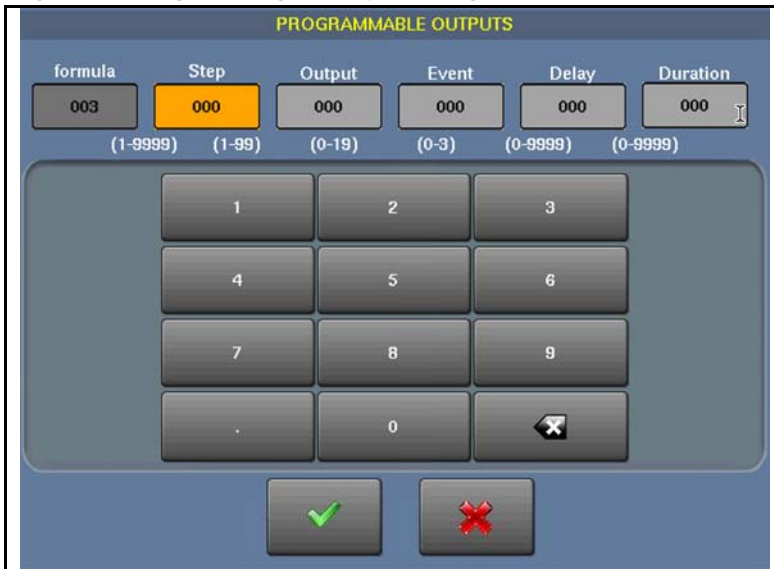 PROGRAMMABLE OUTPUTS
formula Step Output Event Delay Duration
003 000 000 000 000 000
(1-9999) (1-99) (0-19) (0-3) (0-9999) (0-9999)
1 2 3
4 5 6
7 8 9
. 0